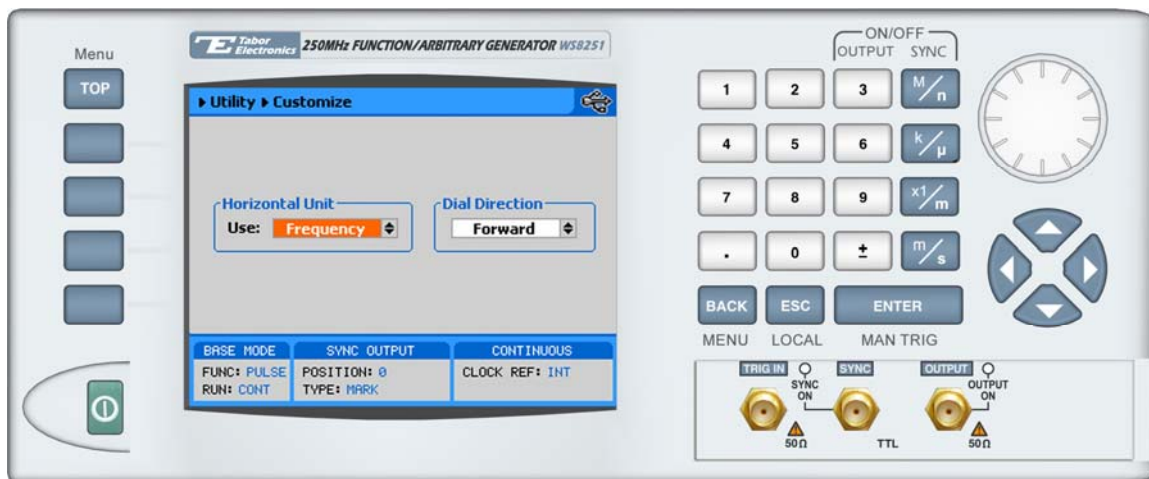 Menu
TOP
Tabor Electronics 250MHz FUNCTION/ARBITRARY GENERATOR WS8251
▸ Utility ▸ Customize
Horizontal Unit
Use: Frequency
Dial Direction
Forward
BASE MODE
FUNC: PULSE
RUN: CONT
SYNC OUTPUT
POSITION: 0
TYPE: MARK
CONTINUOUS
CLOCK REF: INT
ON/OFF
OUTPUT SYNC
1 2 3 M/n
4 5 6 k/µ
7 8 9 x1/m
. 0 ± m/s
BACK ESC ENTER
MENU LOCAL MAN TRIG
TRIG IN
SYNC ON
SYNC
OUTPUT
OUTPUT ON
50Ω
TTL
50Ω